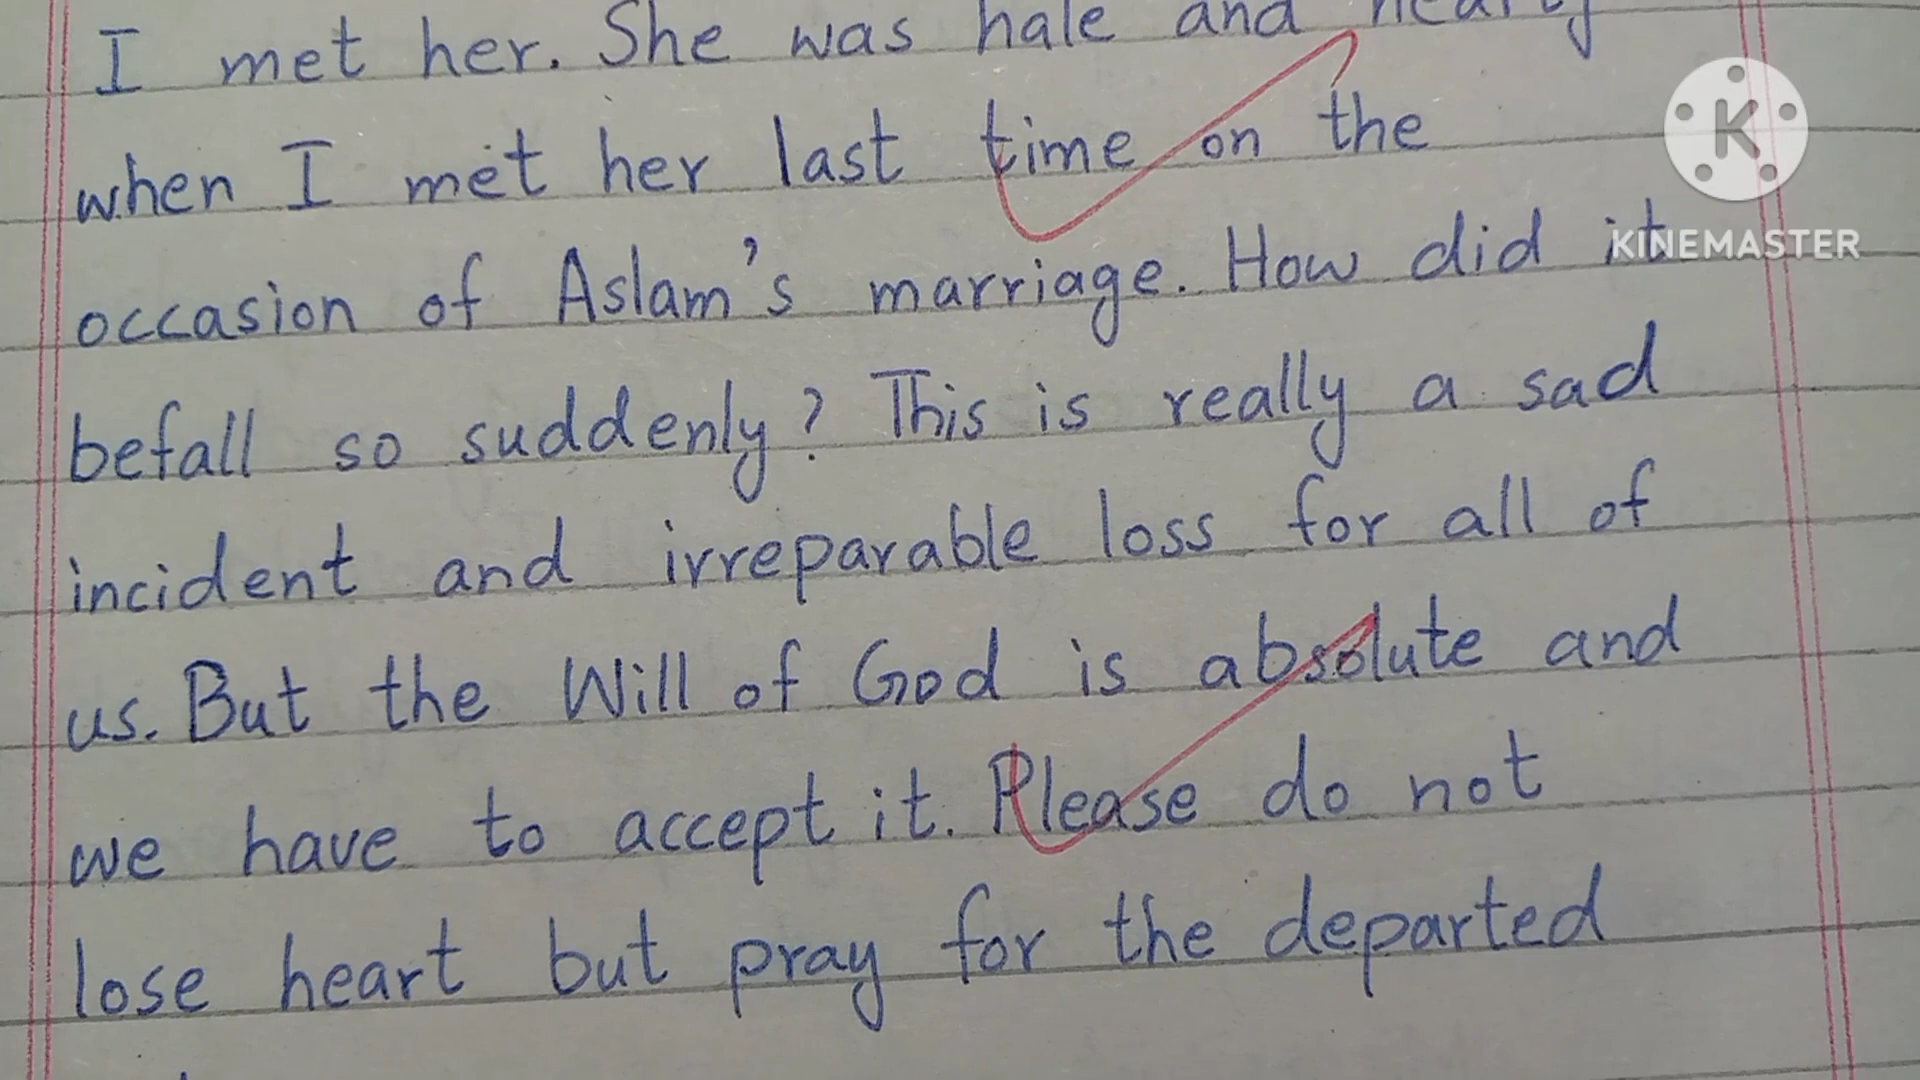 I met her. She was hale and hearty
when I met her last time on the
occasion of Aslam's marriage. How did it
befall so suddenly? This is really a sad
incident and irreparable loss for all of
us. But the Will of God is absolute and
we have to accept it. Please do not
lose heart but pray for the departed
K
KINEMASTER